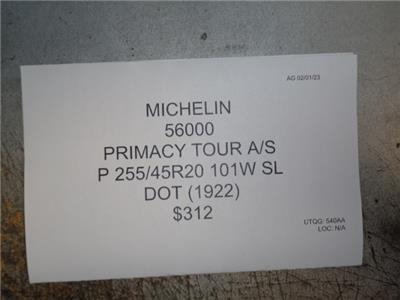 AG 02/01/23
MICHELIN
56000
PRIMACY TOUR A/S
P 255/45R20 101W SL
DOT (1922)
$312
UTQG: 540AA
LOC: N/A